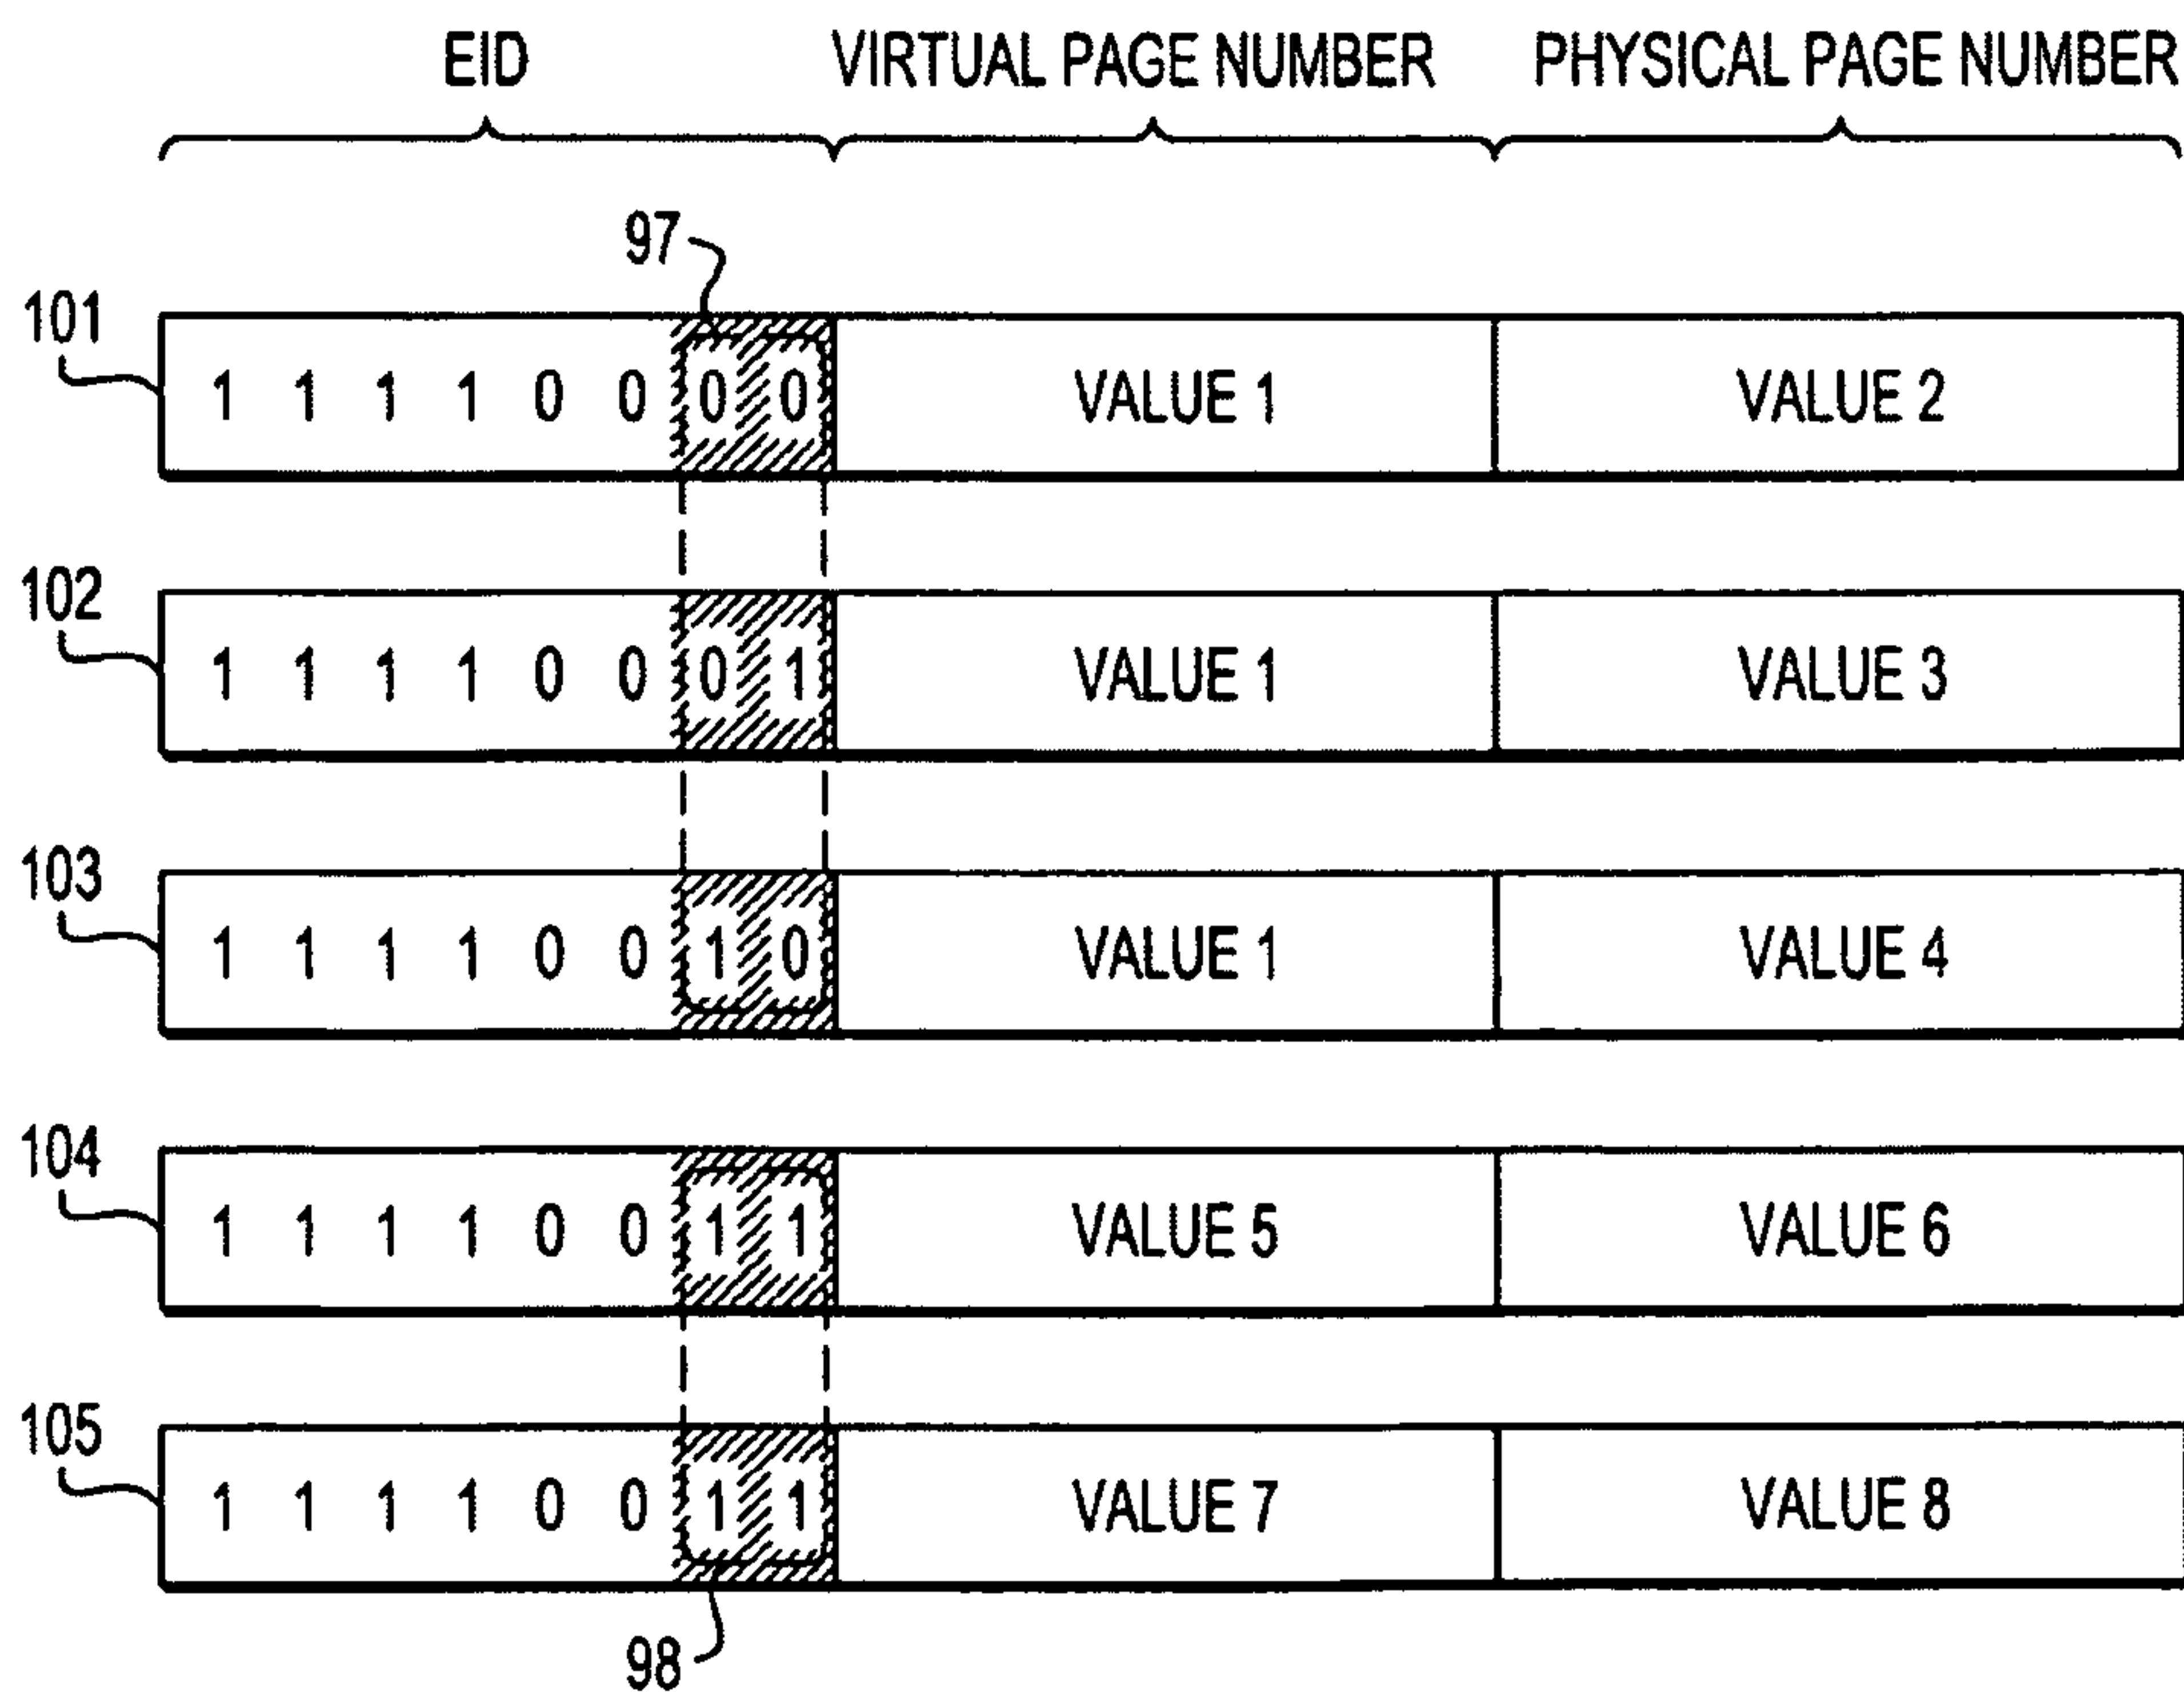 EID VIRTUAL PAGE NUMBER PHYSICAL PAGE NUMBER
97
101
1 1 1 1 0 0 0 0 VALUE 1 VALUE 2
102
1 1 1 1 0 0 0 1 VALUE 1 VALUE 3
103
1 1 1 1 0 0 1 0 VALUE 1 VALUE 4
104
1 1 1 1 0 0 1 1 VALUE 5 VALUE 6
105
1 1 1 1 0 0 1 1 VALUE 7 VALUE 8
98